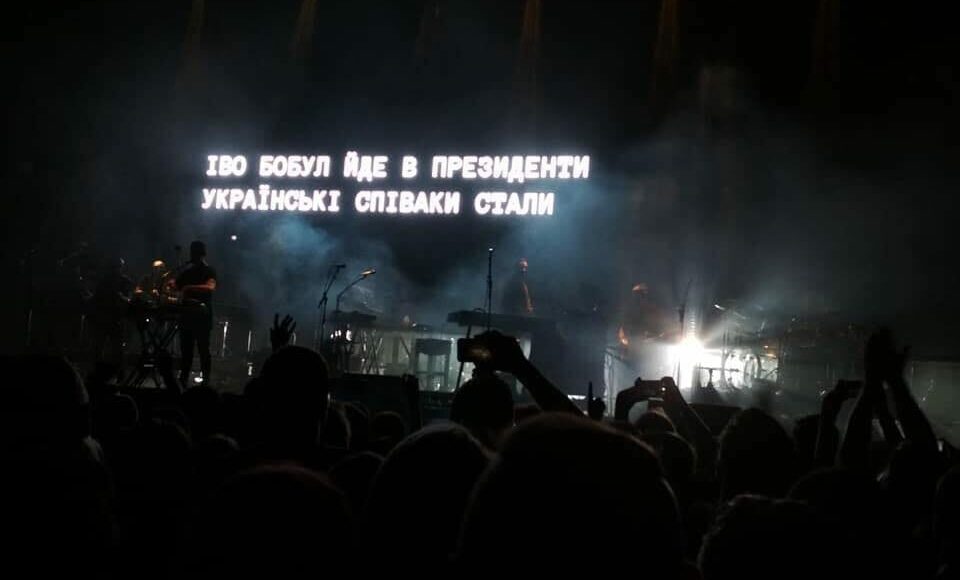 ІВО БОБУЛ ЙДЕ В ПРЕЗИДЕНТИ
УКРАЇНСЬКІ СПІВАКИ СТАЛИ